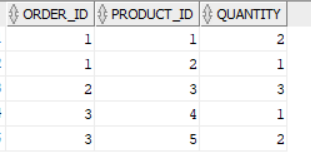 ORDER_ID PRODUCT_ID QUANTITY
1 1 2
1 2 1
2 3 3
3 4 1
3 5 2